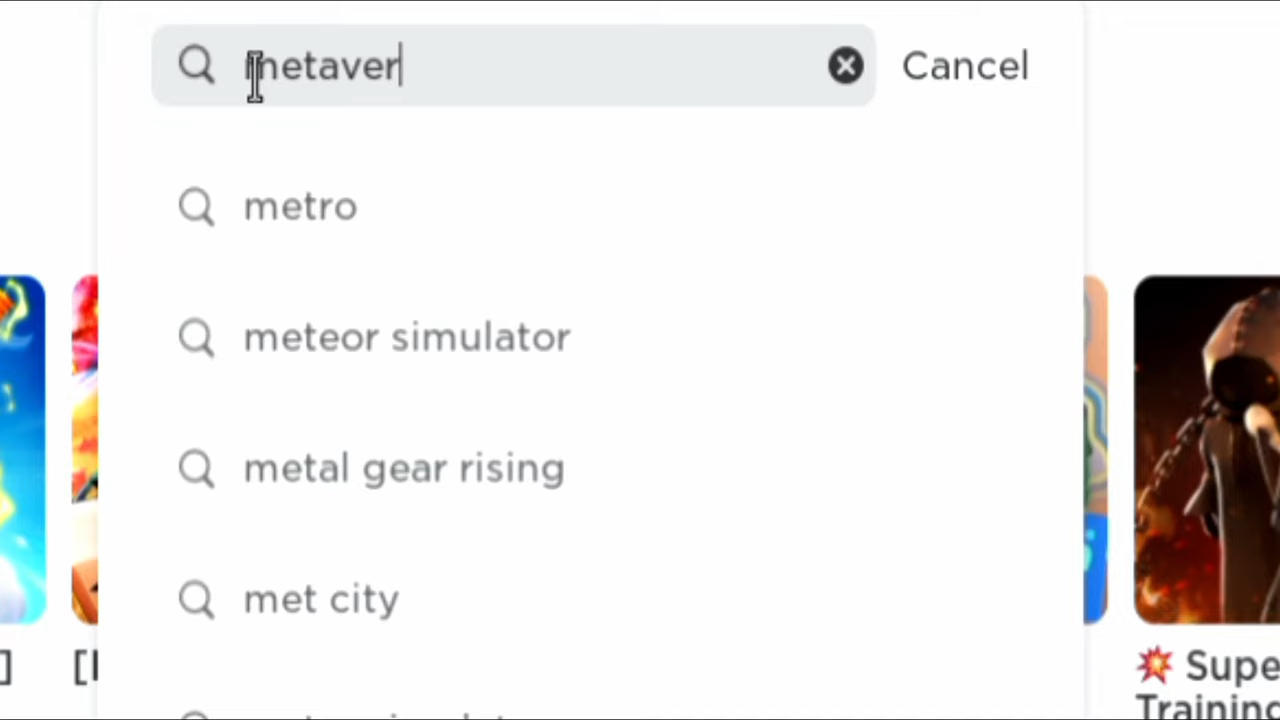 metaver
Cancel
metro
meteor simulator
metal gear rising
met city
]
[
💥 Supe
Training